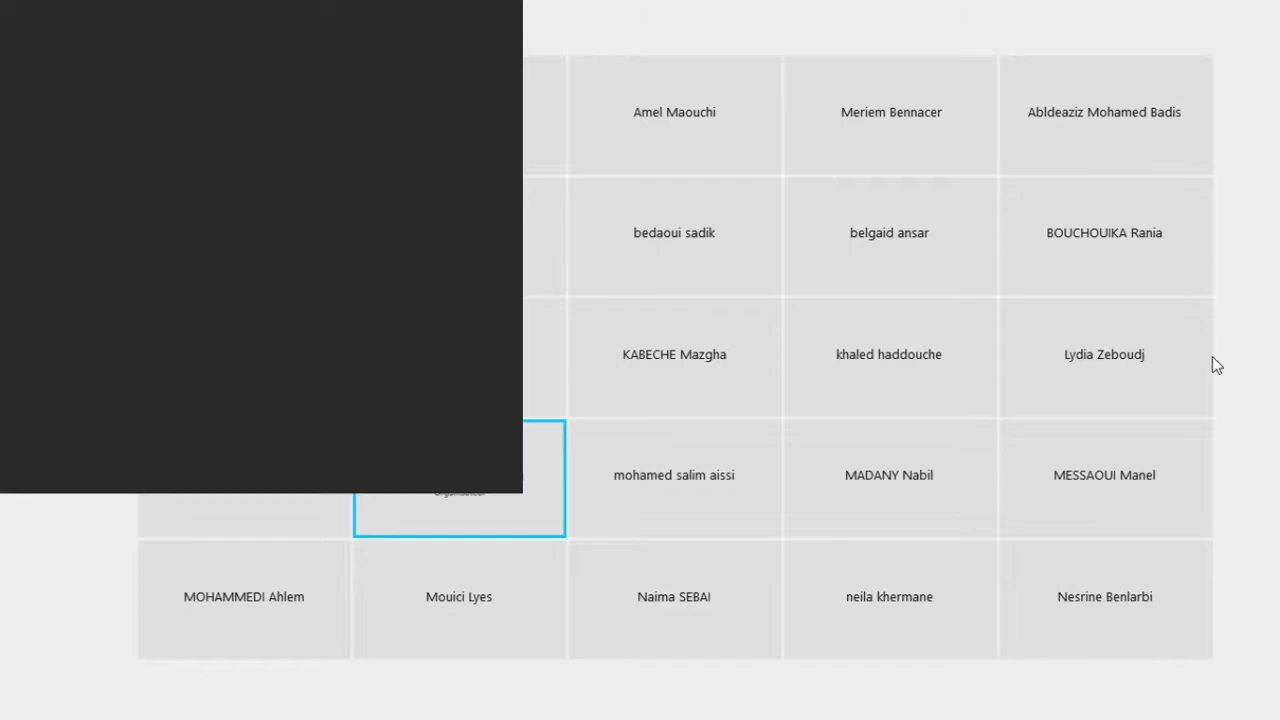 Amel Maouchi
Meriem Bennacer
Abldeaziz Mohamed Badis
bedaoui sadik
belgaid ansar
BOUCHOUIKA Rania
KABECHE Mazgha
khaled haddouche
Lydia Zeboudj
mohamed salim aissi
MADANY Nabil
MESSAOUI Manel
MOHAMMEDI Ahlem
Mouici Lyes
Naima SEBAI
neila khermane
Nesrine Benlarbi